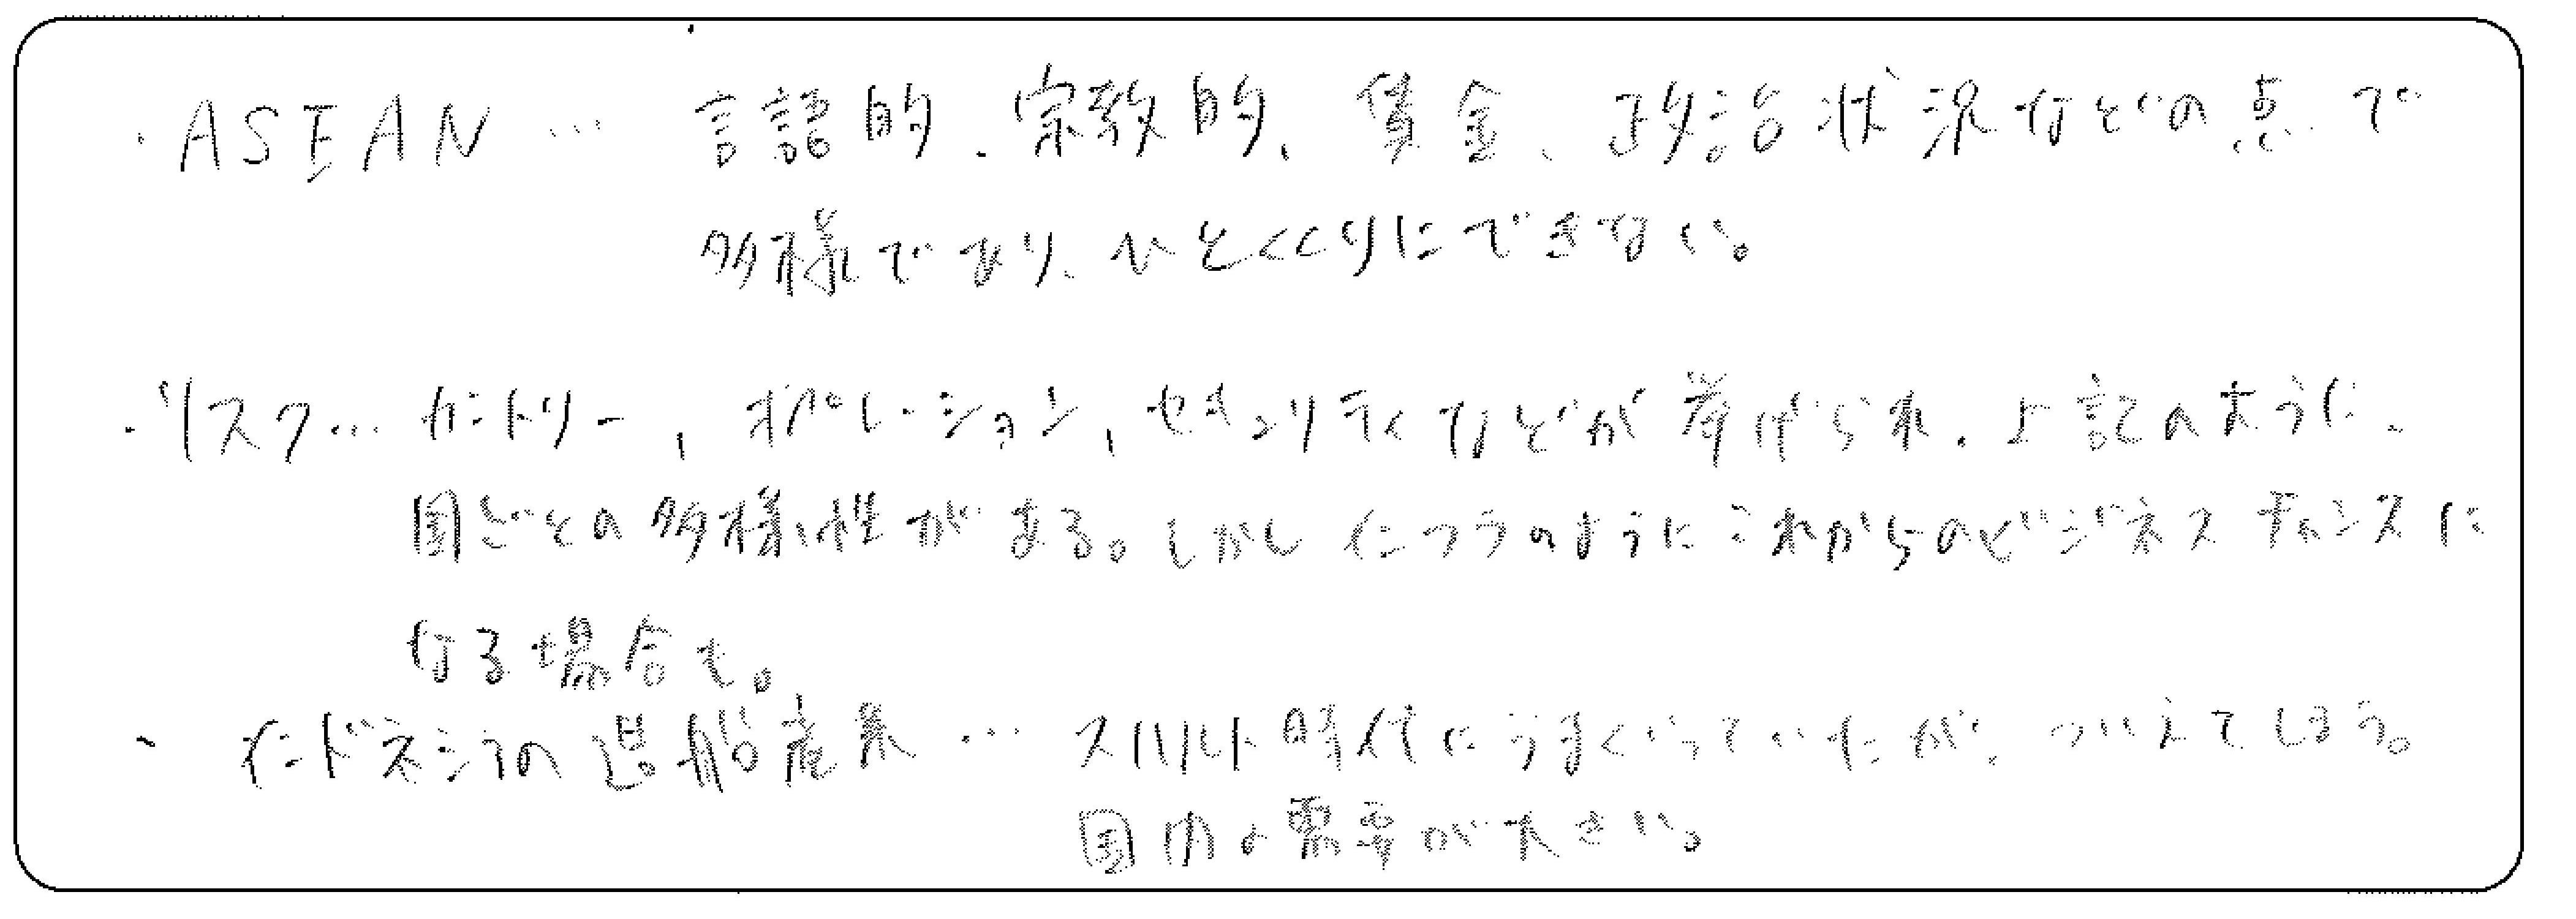 ・ASEAN … 言語的、宗教的、賃金、政治状況などの点で
多様であり、ひとくくりにできない。
・リスク… カントリー，オペレーション，セキュリティなどが挙げられ、上記のように、
国ごとの多様性がある。しかしインフラのようにこれからのビジネスチャンスに
なる場合も。
・インドネシアの造船産業 … スハルト時代にうまくいっていたが、ついえてしまう。
国内の需要が大きい。